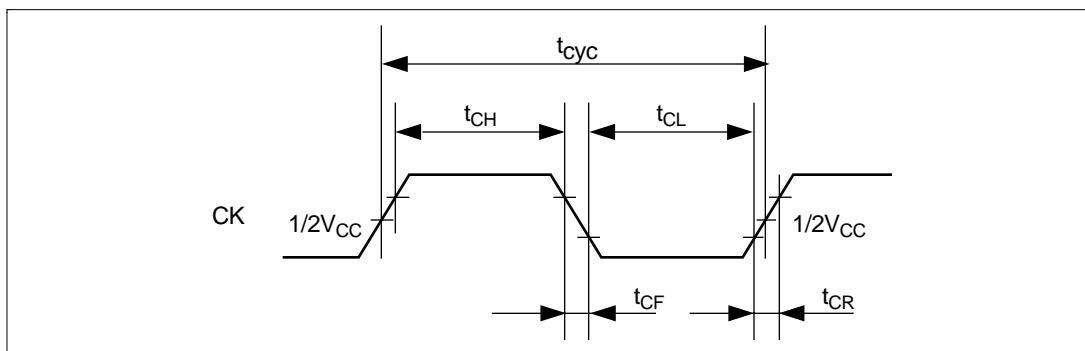 tcyc
tCH
tCL
CK
1/2VCC
1/2VCC
tCF
tCR